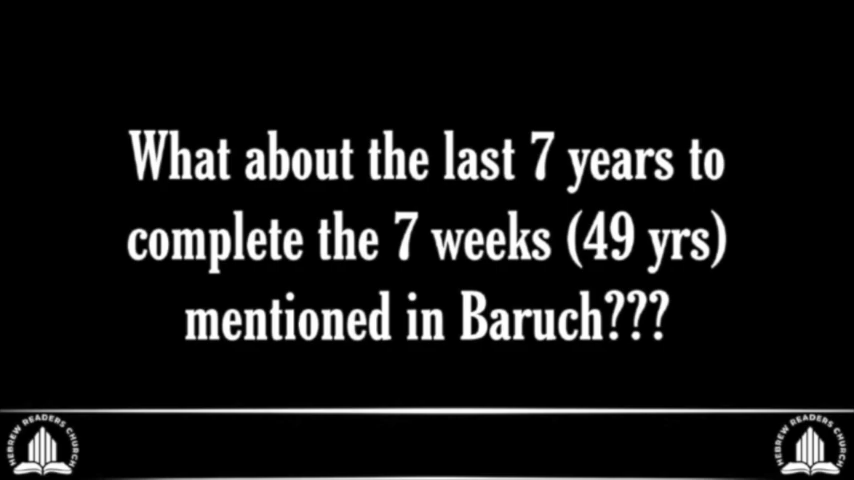 What about the last 7 years to
complete the 7 weeks (49 yrs)
mentioned in Baruch???
HEBREW READERS CHURCH
HEBREW READERS CHURCH